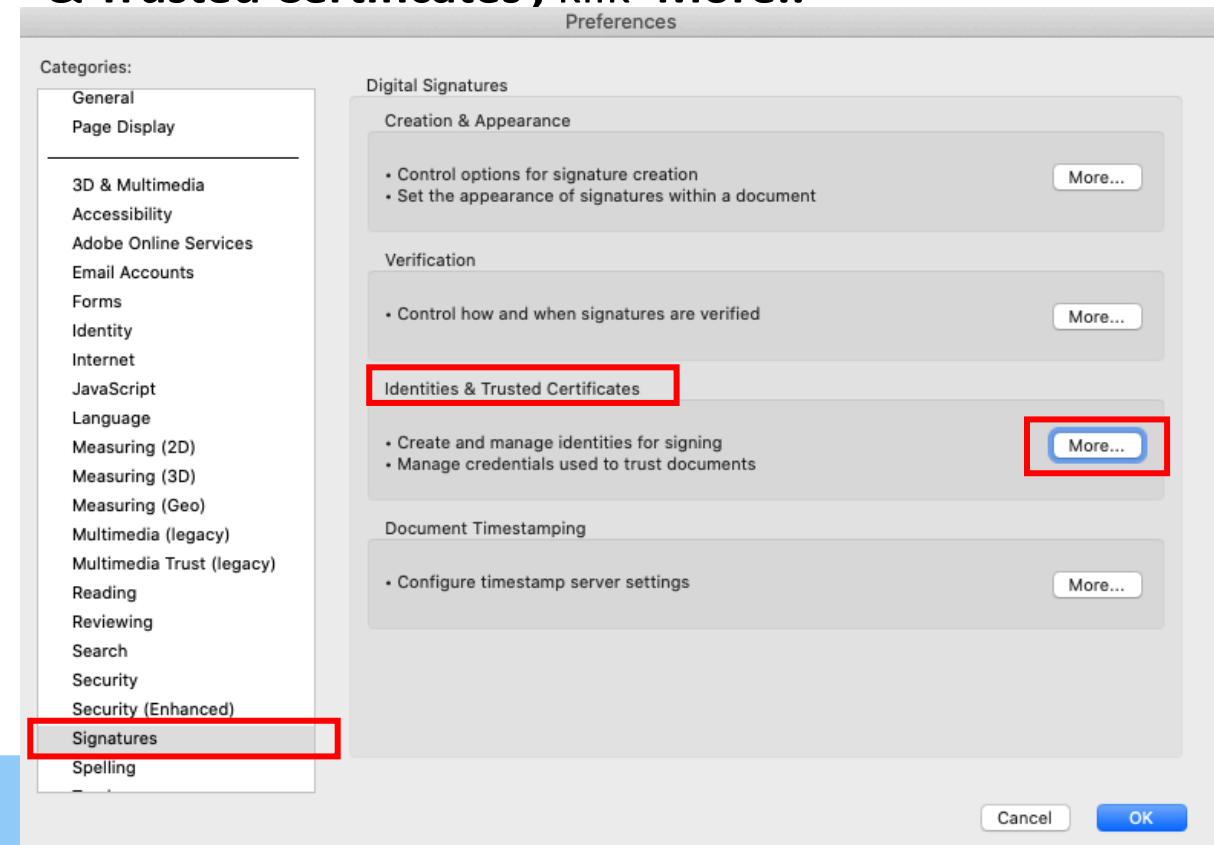 & Trusted Certificates', klik 'More..'
Preferences
Categories:
General
Page Display
3D & Multimedia
Accessibility
Adobe Online Services
Email Accounts
Forms
Identity
Internet
JavaScript
Language
Measuring (2D)
Measuring (3D)
Measuring (Geo)
Multimedia (legacy)
Multimedia Trust (legacy)
Reading
Reviewing
Search
Security
Security (Enhanced)
Signatures
Spelling
Digital Signatures
Creation & Appearance
• Control options for signature creation
• Set the appearance of signatures within a document
More...
Verification
• Control how and when signatures are verified
More...
Identities & Trusted Certificates
• Create and manage identities for signing
• Manage credentials used to trust documents
More...
Document Timestamping
• Configure timestamp server settings
More...
Cancel
OK